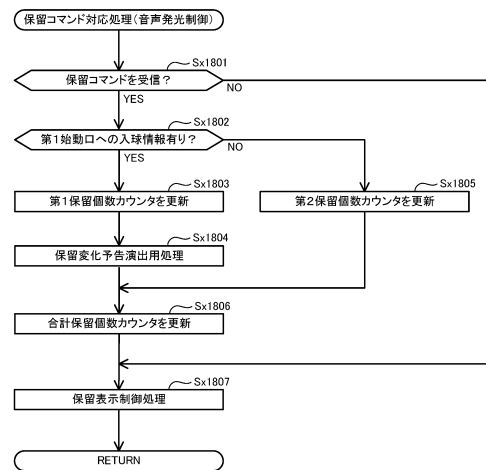 保留コマンド対応処理(音声発光制御)
Sx1801
保留コマンドを受信？
NO
YES
Sx1802
第1始動口への入球情報有り？
NO
YES
Sx1803
第1保留個数カウンタを更新
Sx1805
第2保留個数カウンタを更新
Sx1804
保留変化予告演出用処理
Sx1806
合計保留個数カウンタを更新
Sx1807
保留表示制御処理
RETURN